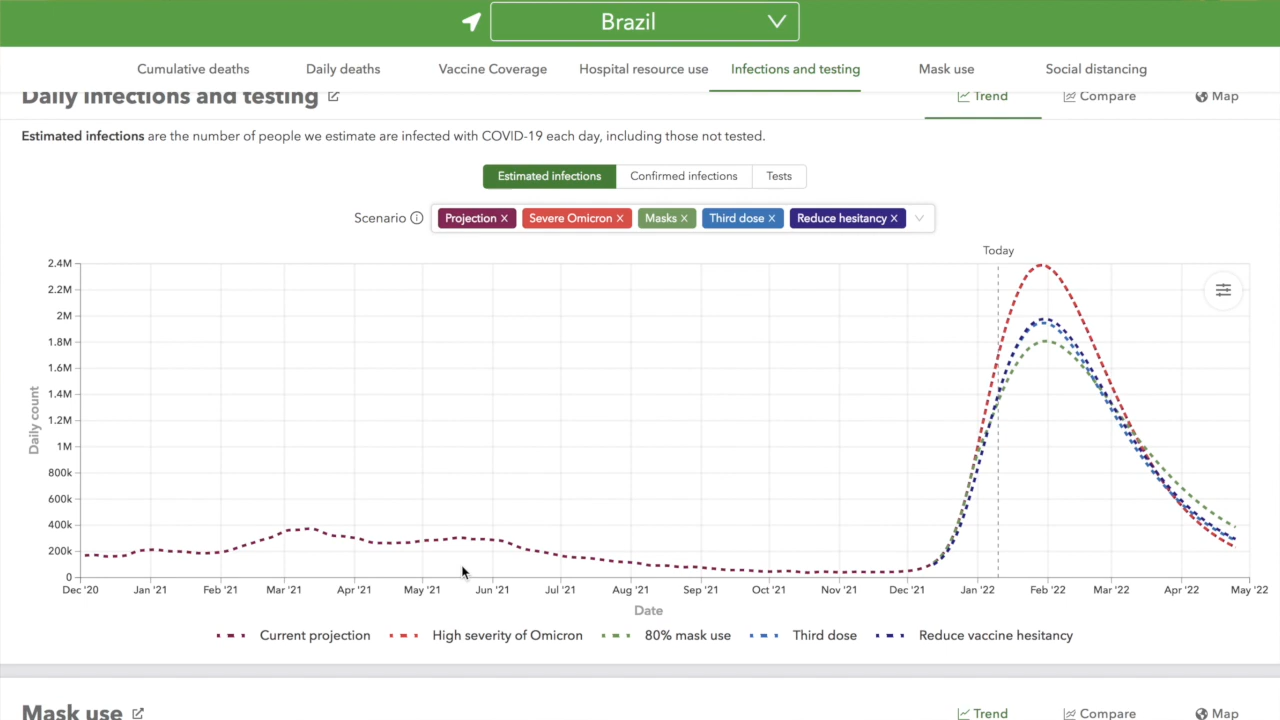 Brazil
Cumulative deaths Daily deaths Vaccine Coverage Hospital resource use Infections and testing Mask use Social distancing
Daily infections and testing Trend Compare Map
Estimated infections are the number of people we estimate are infected with COVID-19 each day, including those not tested.
Estimated infections Confirmed infections Tests
Scenario Projection X Severe Omicron X Masks X Third dose X Reduce hesitancy X
Today
2.4M
2.2M
2M
1.8M
1.6M
1.4M
1.2M
1M
800k
600k
400k
200k
0
Daily count
Dec '20 Jan '21 Feb '21 Mar '21 Apr '21 May '21 Jun '21 Jul '21 Aug '21 Sep '21 Oct '21 Nov '21 Dec '21 Jan '22 Feb '22 Mar '22 Apr '22 May '22
Date
Current projection High severity of Omicron 80% mask use Third dose Reduce vaccine hesitancy
Mask use Trend Compare Map